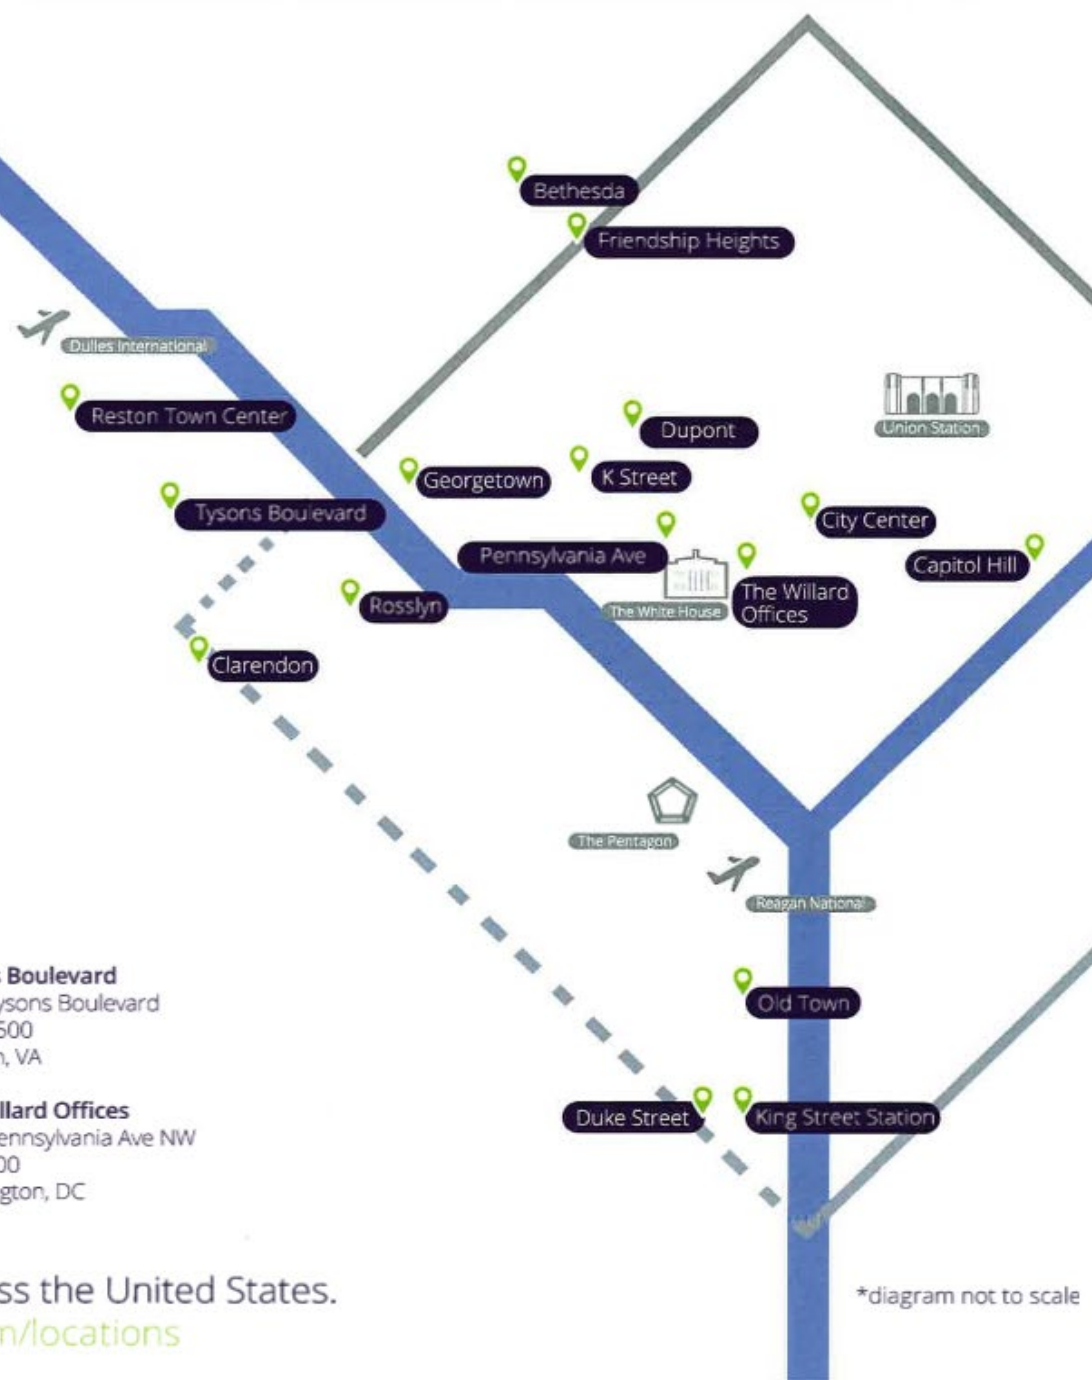 Bethesda
Friendship Heights
Dulles International
Reston Town Center
Dupont
Union Station
Georgetown
K Street
Tysons Boulevard
City Center
Pennsylvania Ave
Capitol Hill
The White House
The Willard
Offices
Rosslyn
Clarendon
The Pentagon
Reagan National
Old Town
Duke Street
King Street Station
s Boulevard
ysons Boulevard
500
n, VA
llard Offices
ennsylvania Ave NW
00
gton, DC
ss the United States.
n/locations
*diagram not to scale